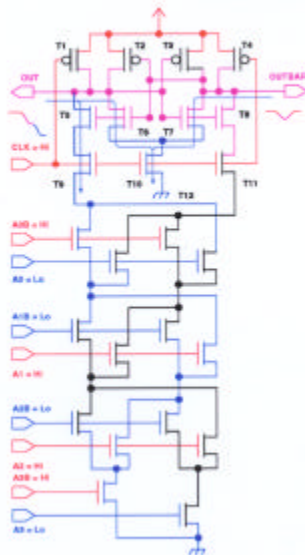 T1 T2 T3 T4
OUT
OUTBAR
T5 T6 T7 T8
CLK = Hi
T9 T10 T11
T12
A0B = Hi
A0 = Lo
A1B = Lo
A1 = Hi
A2B = Lo
A2 = Hi
A3B = Hi
A3 = Lo